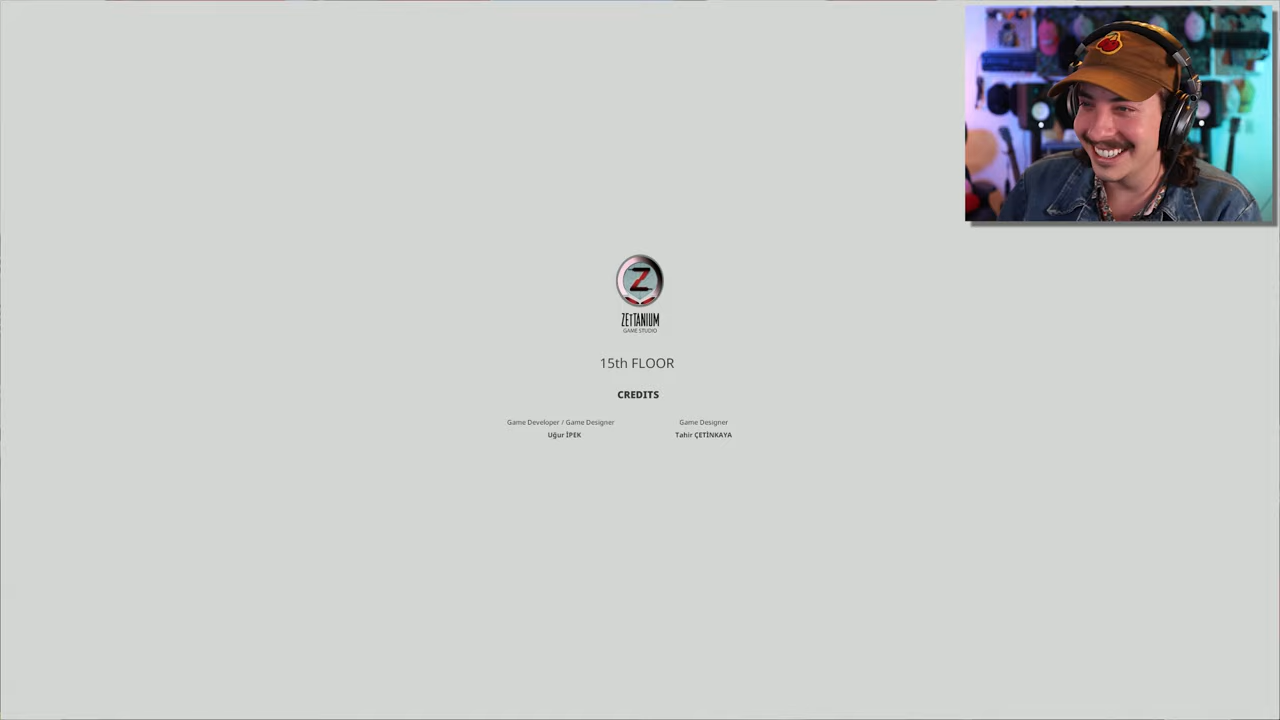 Z
ZETTANIUM
GAME STUDIO
15th FLOOR
CREDITS
Game Developer / Game Designer
Uğur İPEK
Game Designer
Tahir ÇETİNKAYA